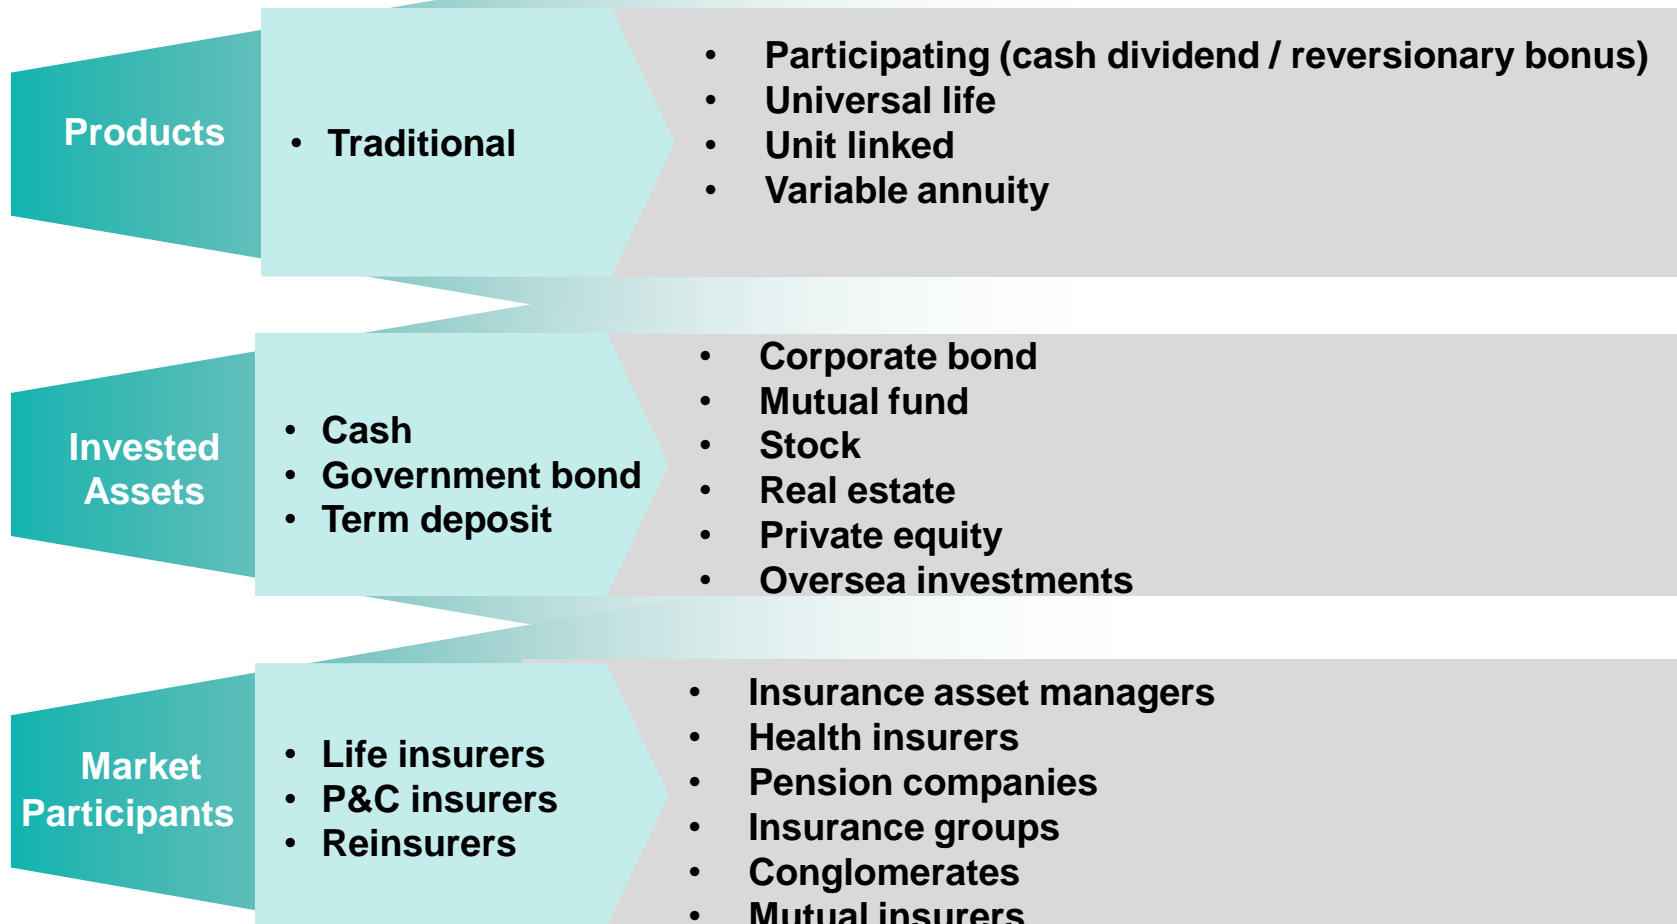 Products
• Traditional
• Participating (cash dividend / reversionary bonus)
• Universal life
• Unit linked
• Variable annuity
Invested
Assets
• Cash
• Government bond
• Term deposit
• Corporate bond
• Mutual fund
• Stock
• Real estate
• Private equity
• Oversea investments
Market
Participants
• Life insurers
• P&C insurers
• Reinsurers
• Insurance asset managers
• Health insurers
• Pension companies
• Insurance groups
• Conglomerates
• Mutual insurers